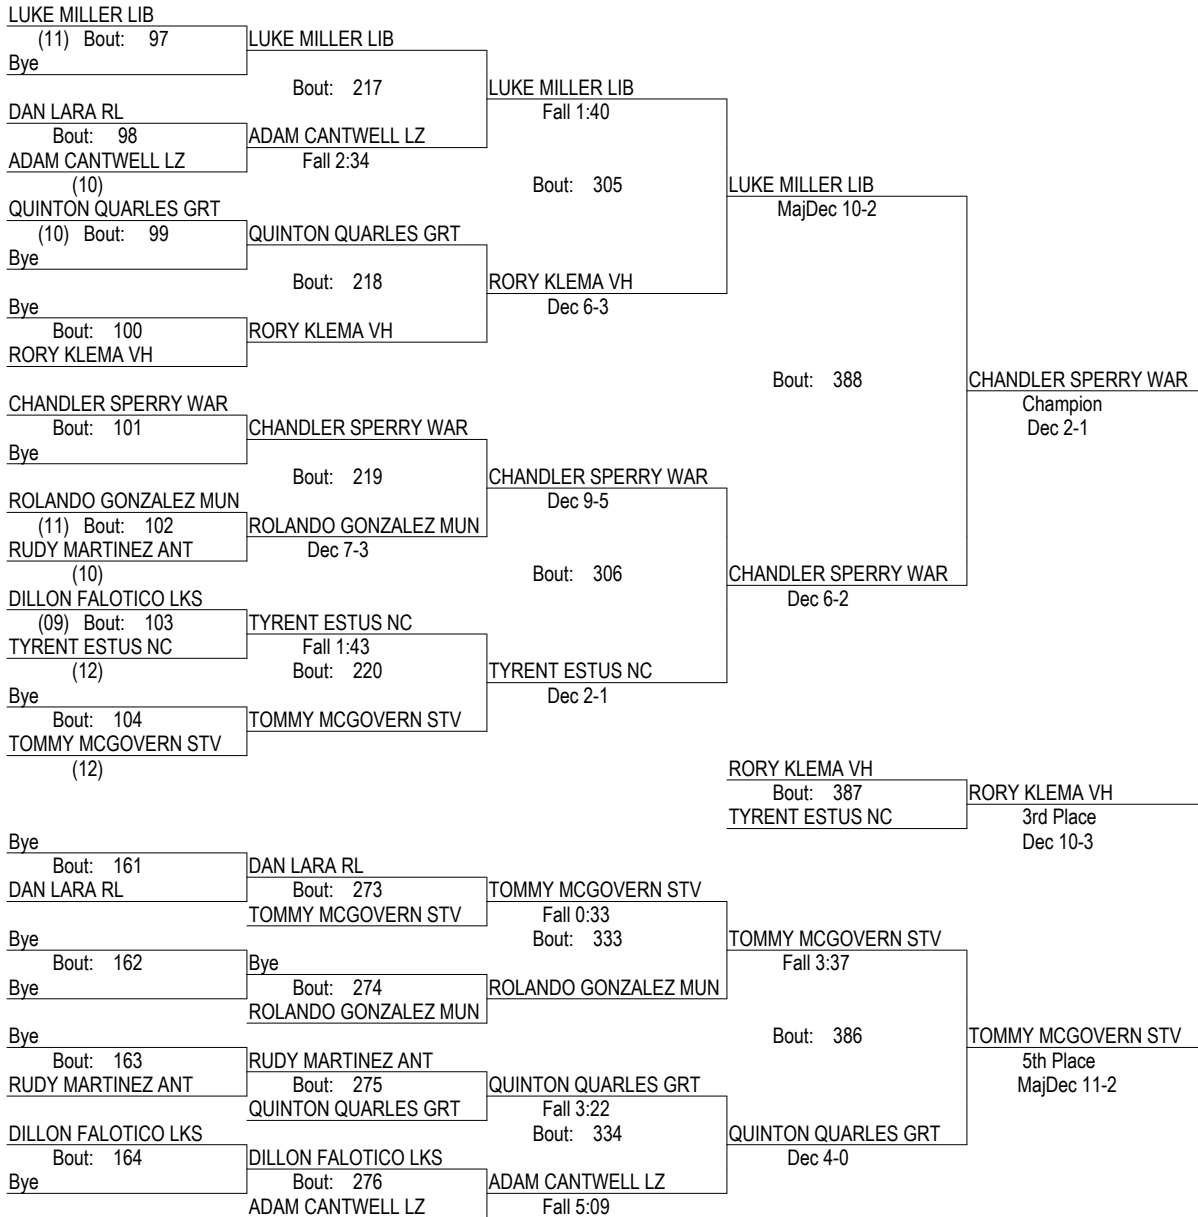 LUKE MILLER LIB
(11) Bout: 97
LUKE MILLER LIB
Bye
Bout: 217
LUKE MILLER LIB
DAN LARA RL
Fall 1:40
Bout: 98
ADAM CANTWELL LZ
ADAM CANTWELL LZ
Fall 2:34
(10)
Bout: 305
LUKE MILLER LIB
QUINTON QUARLES GRT
MajDec 10-2
(10) Bout: 99
QUINTON QUARLES GRT
Bye
Bout: 218
RORY KLEMA VH
Bye
Dec 6-3
Bout: 100
RORY KLEMA VH
RORY KLEMA VH
Bout: 388
CHANDLER SPERRY WAR
CHANDLER SPERRY WAR
Champion
Bout: 101
CHANDLER SPERRY WAR
Dec 2-1
Bye
Bout: 219
CHANDLER SPERRY WAR
ROLANDO GONZALEZ MUN
Dec 9-5
(11) Bout: 102
ROLANDO GONZALEZ MUN
RUDY MARTINEZ ANT
Dec 7-3
(10)
Bout: 306
CHANDLER SPERRY WAR
DILLON FALOTICO LKS
Dec 6-2
(09) Bout: 103
TYRENT ESTUS NC
TYRENT ESTUS NC
Fall 1:43
(12)
Bout: 220
TYRENT ESTUS NC
Bye
Dec 2-1
Bout: 104
TOMMY MCGOVERN STV
TOMMY MCGOVERN STV
(12)
RORY KLEMA VH
Bout: 387
RORY KLEMA VH
TYRENT ESTUS NC
3rd Place
Dec 10-3
Bye
Bout: 161
DAN LARA RL
DAN LARA RL
Bout: 273
TOMMY MCGOVERN STV
TOMMY MCGOVERN STV
Fall 0:33
Bye
Bout: 333
TOMMY MCGOVERN STV
Bout: 162
Bye
Fall 3:37
Bye
Bout: 274
ROLANDO GONZALEZ MUN
ROLANDO GONZALEZ MUN
Bye
Bout: 386
TOMMY MCGOVERN STV
Bout: 163
RUDY MARTINEZ ANT
5th Place
RUDY MARTINEZ ANT
Bout: 275
QUINTON QUARLES GRT
MajDec 11-2
QUINTON QUARLES GRT
Fall 3:22
DILLON FALOTICO LKS
Bout: 334
QUINTON QUARLES GRT
Bout: 164
DILLON FALOTICO LKS
Dec 4-0
Bye
Bout: 276
ADAM CANTWELL LZ
ADAM CANTWELL LZ
Fall 5:09